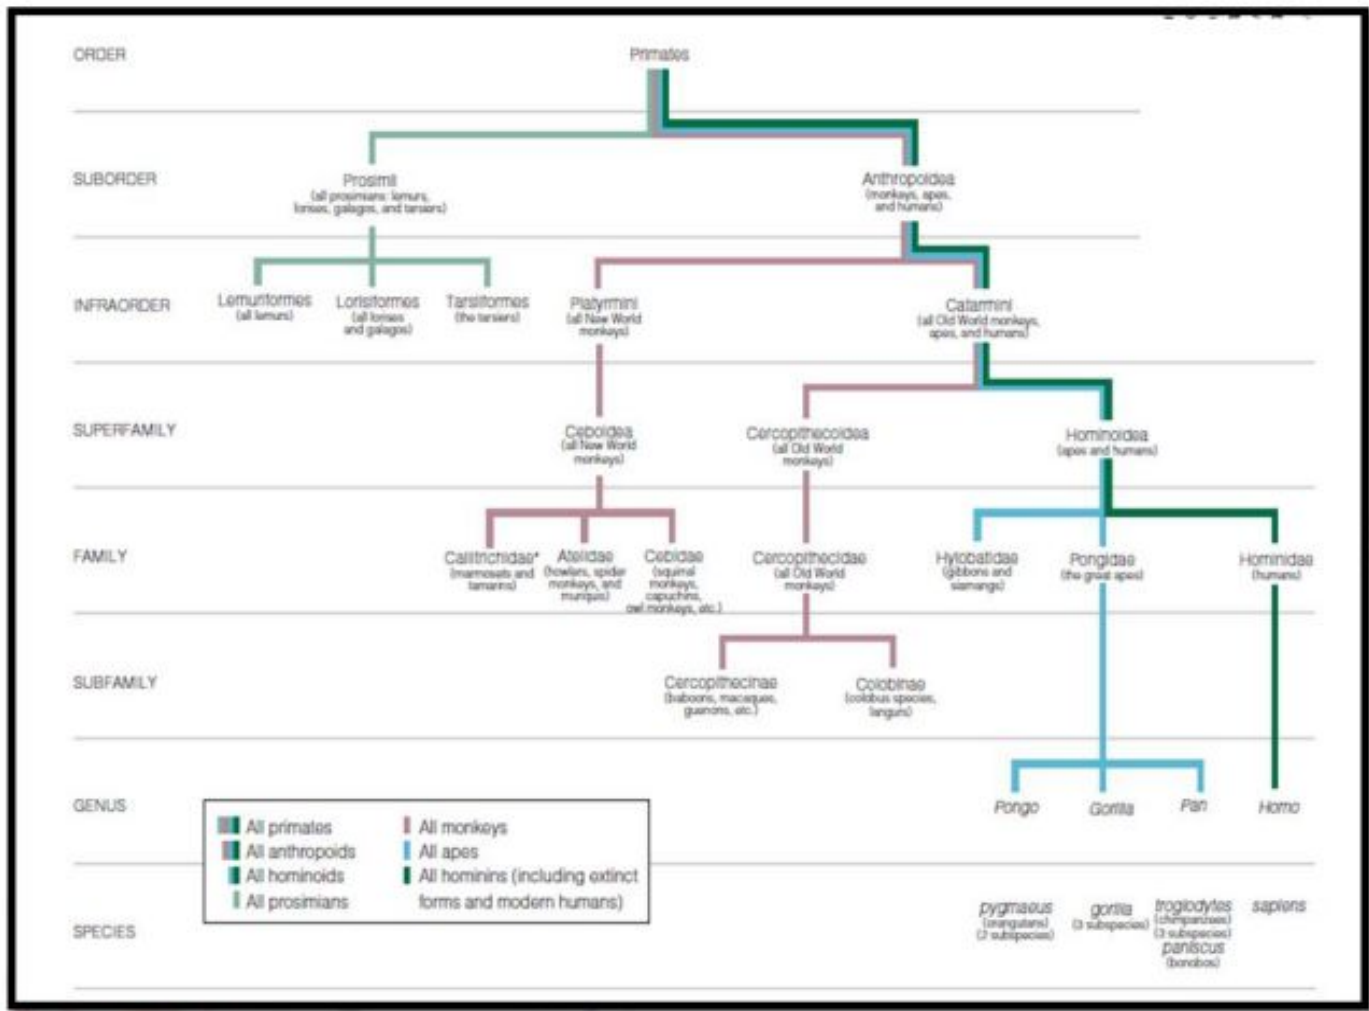 ORDER
Primates
SUBORDER
Prosimii
(all prosimians: lemurs,
lorises, galagos, and tarsiers)
Anthropoidea
(monkeys, apes,
and humans)
INFRAORDER
Lemuriformes
(all lemurs)
Lorisiformes
(all lorises
and galagos)
Tarsiiformes
(the tarsiers)
Platyrrhini
(all New World
monkeys)
Catarrhini
(all Old World monkeys,
apes, and humans)
SUPERFAMILY
Ceboidea
(all New World
monkeys)
Cercopithecoidea
(all Old World
monkeys)
Hominoidea
(apes and humans)
FAMILY
Callitrichidae*
(marmosets and
tamarins)
Atelidae
(howlers, spider
monkeys, and
muriquis)
Cebidae
(squirrel
monkeys,
capuchins,
owl monkeys, etc.)
Cercopithecidae
(all Old World
monkeys)
Hylobatidae
(gibbons and
siamangs)
Pongidae
(the great apes)
Hominidae
(humans)
SUBFAMILY
Cercopithecinae
(baboons, macaques,
guenons, etc.)
Colobinae
(colobus species,
langurs)
GENUS
Pongo
Gorilla
Pan
Homo
All primates
All anthropoids
All hominoids
All prosimians
All monkeys
All apes
All hominins (including extinct
forms and modern humans)
SPECIES
pygmaeus
(orangutans)
(2 subspecies)
gorilla
(3 subspecies)
troglodytes
(chimpanzees)
(3 subspecies)
paniscus
(bonobos)
sapiens